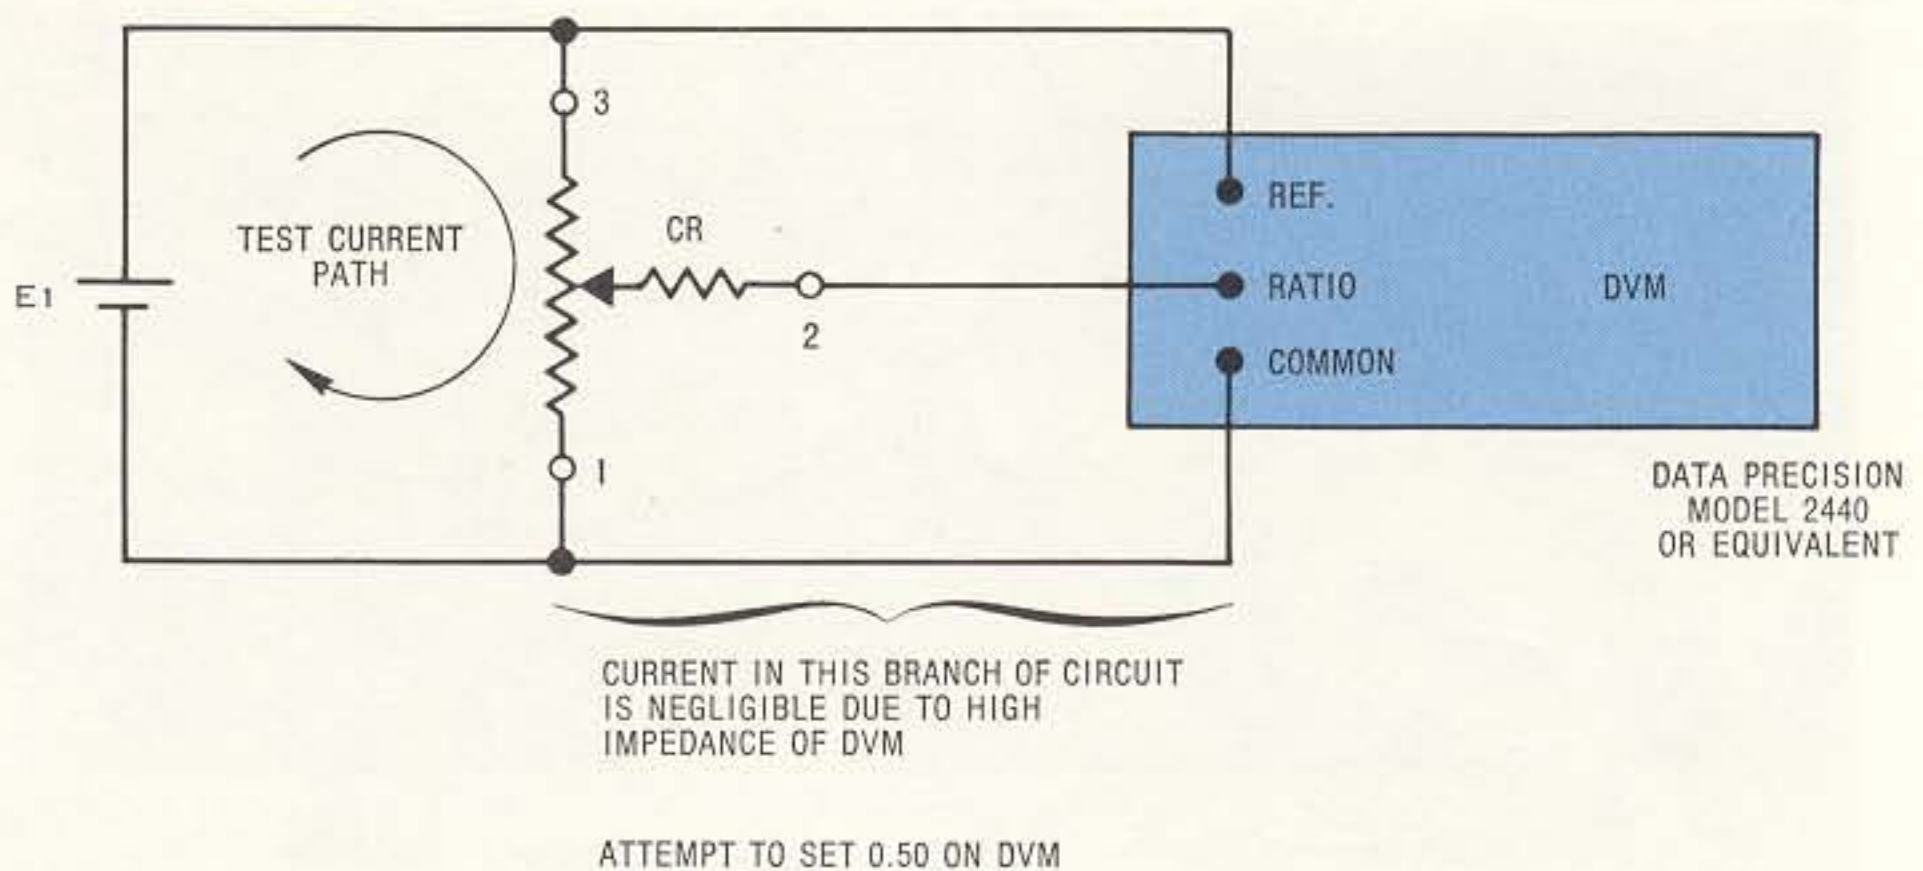 3
TEST CURRENT
PATH
CR
E1
2
1
REF.
RATIO
DVM
COMMON
DATA PRECISION
MODEL 2440
OR EQUIVALENT
CURRENT IN THIS BRANCH OF CIRCUIT
IS NEGLIGIBLE DUE TO HIGH
IMPEDANCE OF DVM
ATTEMPT TO SET 0.50 ON DVM